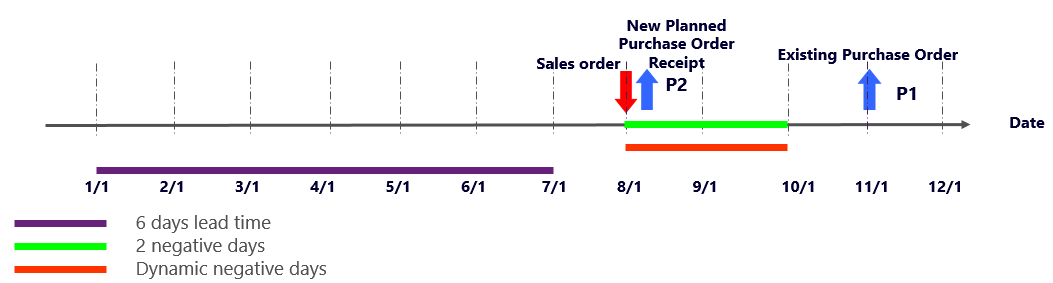 New Planned
Purchase Order
Receipt
Sales order
P2
Existing Purchase Order
P1
Date
1/1 2/1 3/1 4/1 5/1 6/1 7/1 8/1 9/1 10/1 11/1 12/1
6 days lead time
2 negative days
Dynamic negative days